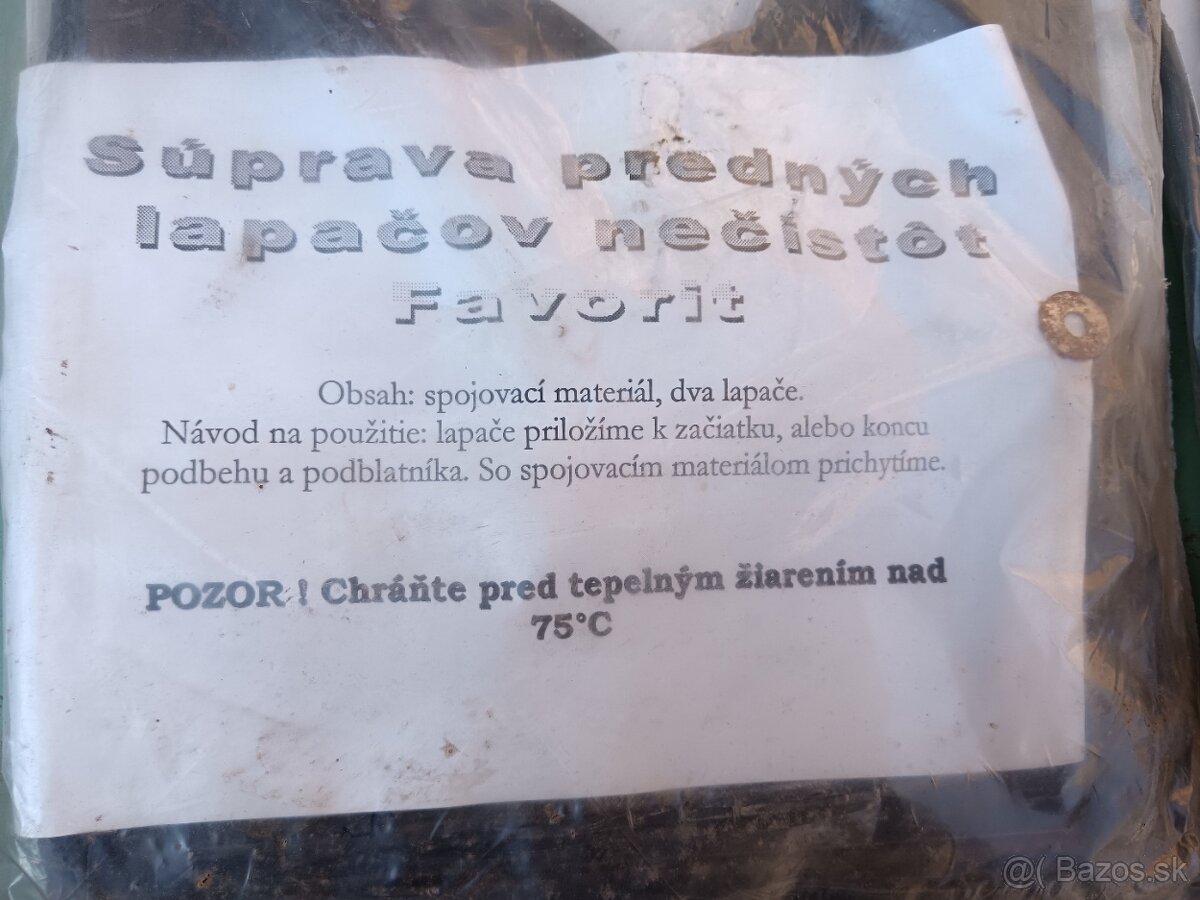 Súprava predných
lapačov nečistôt
Favorit
Obsah: spojovací materiál, dva lapače.
Návod na použitie: lapače priložíme k začiatku, alebo koncu
podbehu a podblatníka. So spojovacím materiálom prichytíme.
POZOR ! Chráňte pred tepelným žiarením nad
75°C
@( Bazos.sk